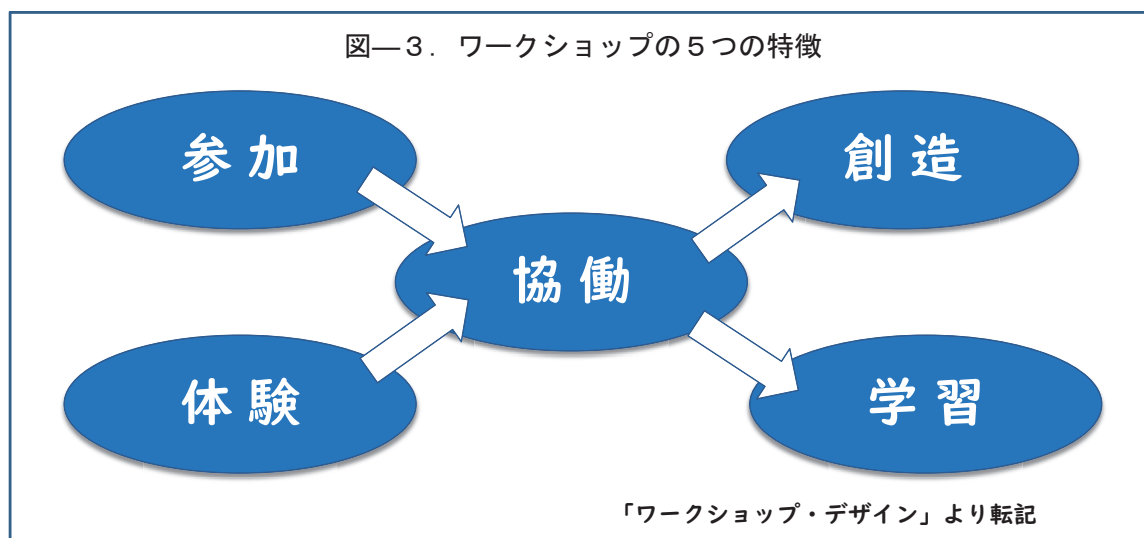 図―３．ワークショップの５つの特徴
参加
創造
協働
体験
学習
「ワークショップ・デザイン」より転記